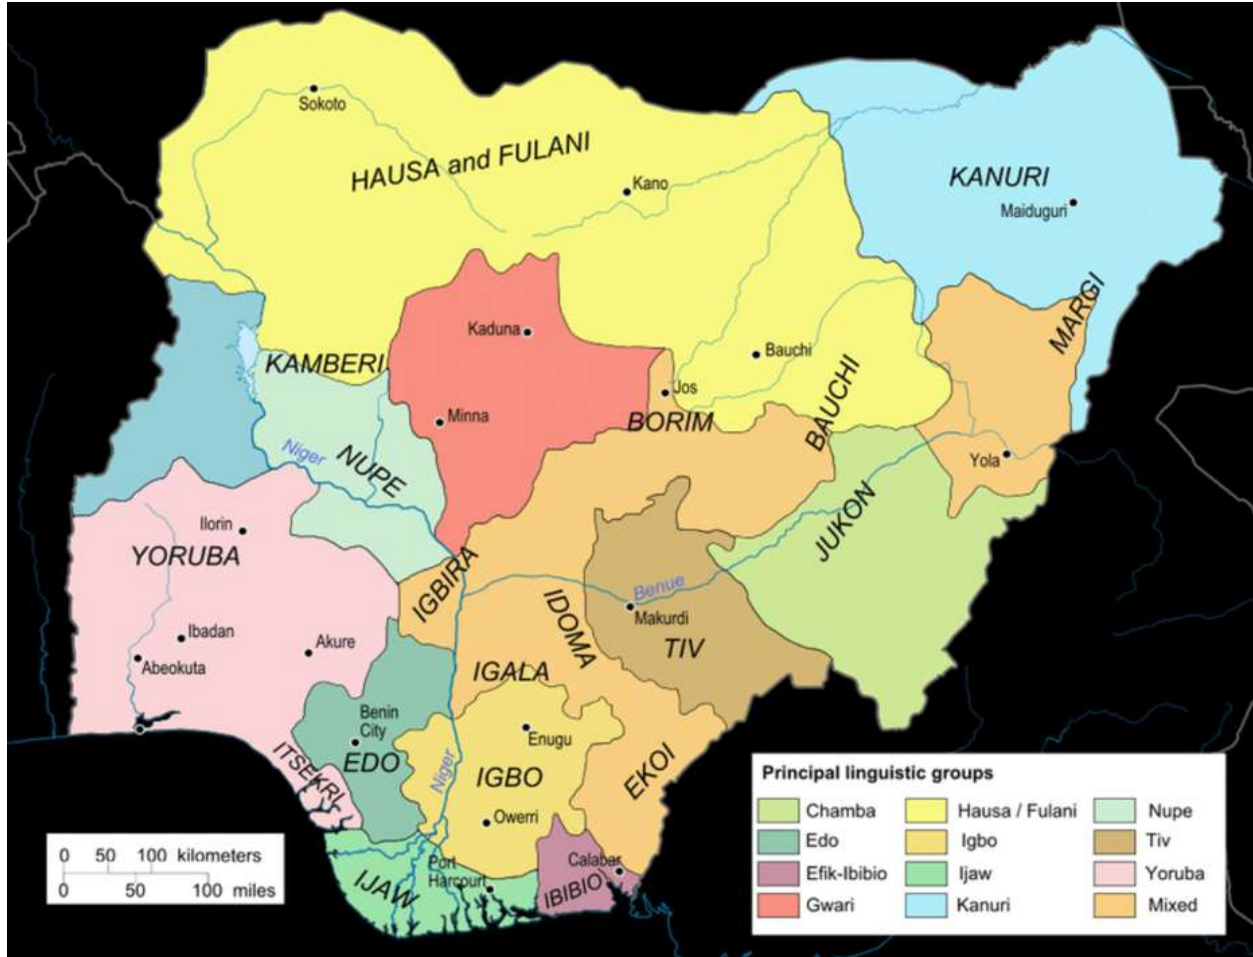 Sokoto
HAUSA and FULANI
Kano
KANURI
Maiduguri
Kaduna
MARGI
KAMBERI
Bauchi
Jos
BAUCHI
Minna
BORIM
Niger
NUPE
Yola
Ilorin
JUKON
YORUBA
IGBIRA
Benue
IDOMA
Makurdi
Ibadan
Akure
TIV
Abeokuta
IGALA
Benin
City
Enugu
ITSEKRI
EDO
Niger
IGBO
EKOI
Owerri
Port
Harcourt
Calabar
IJAW
IBIBIO
0 50 100 kilometers
0 50 100 miles
Principal linguistic groups
Chamba Hausa / Fulani Nupe
Edo Igbo Tiv
Efik-Ibibio Ijaw Yoruba
Gwari Kanuri Mixed